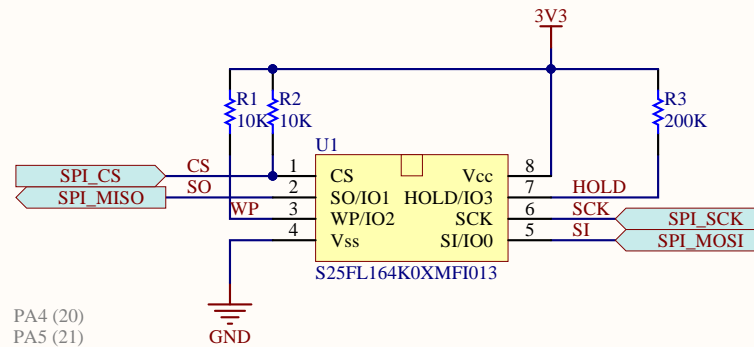 3V3
R1
10K
R2
10K
R3
200K
U1
SPI_CS
CS
1
CS
Vcc
8
SPI_MISO
SO
2
SO/IO1
HOLD/IO3
7
HOLD
WP
3
WP/IO2
SCK
6
SCK
SPI_SCK
4
Vss
SI/IO0
5
SI
SPI_MOSI
S25FL164K0XMFI013
GND
PA4 (20)
PA5 (21)